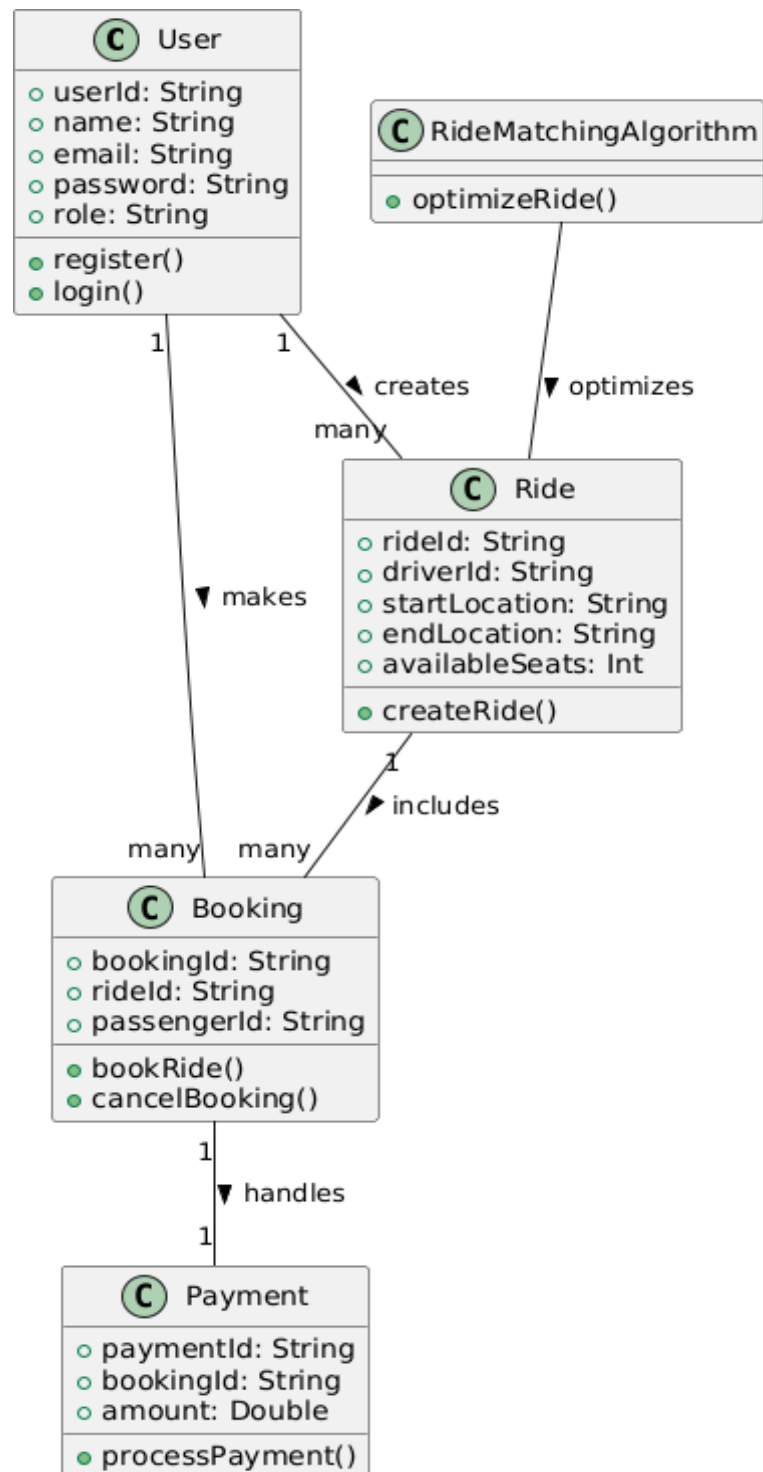 C User
userId: String
name: String
email: String
password: String
role: String
register()
login()
C RideMatchingAlgorithm
optimizeRide()
1
1
creates
optimizes
many
C Ride
rideId: String
driverId: String
startLocation: String
endLocation: String
availableSeats: Int
createRide()
makes
1
includes
many
many
C Booking
bookingId: String
rideId: String
passengerId: String
bookRide()
cancelBooking()
1
handles
1
C Payment
paymentId: String
bookingId: String
amount: Double
processPayment()